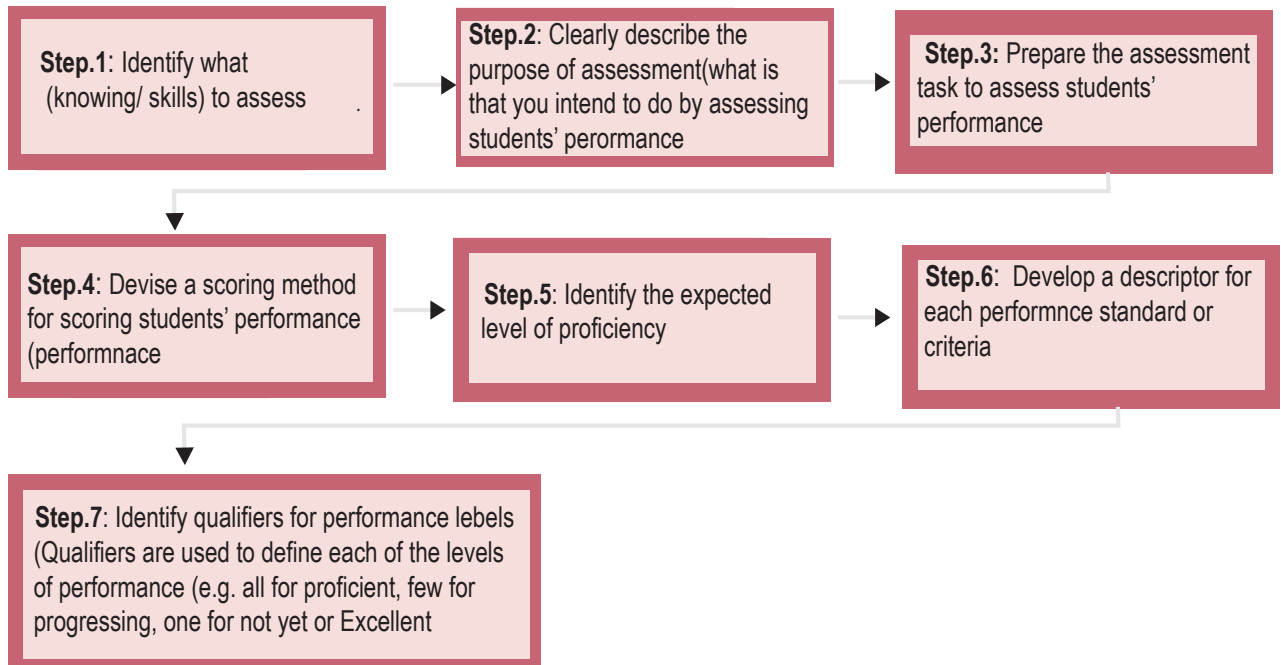 Step.1: Identify what
(knowing/ skills) to assess .
Step.2: Clearly describe the
purpose of assessment(what is
that you intend to do by assessing
students’ perormance
Step.3: Prepare the assessment
task to assess students’
performance
Step.4: Devise a scoring method
for scoring students’ performance
(performnace
Step.5: Identify the expected
level of proficiency
Step.6: Develop a descriptor for
each performnce standard or
criteria
Step.7: Identify qualifiers for performance lebels
(Qualifiers are used to define each of the levels
of performance (e.g. all for proficient, few for
progressing, one for not yet or Excellent